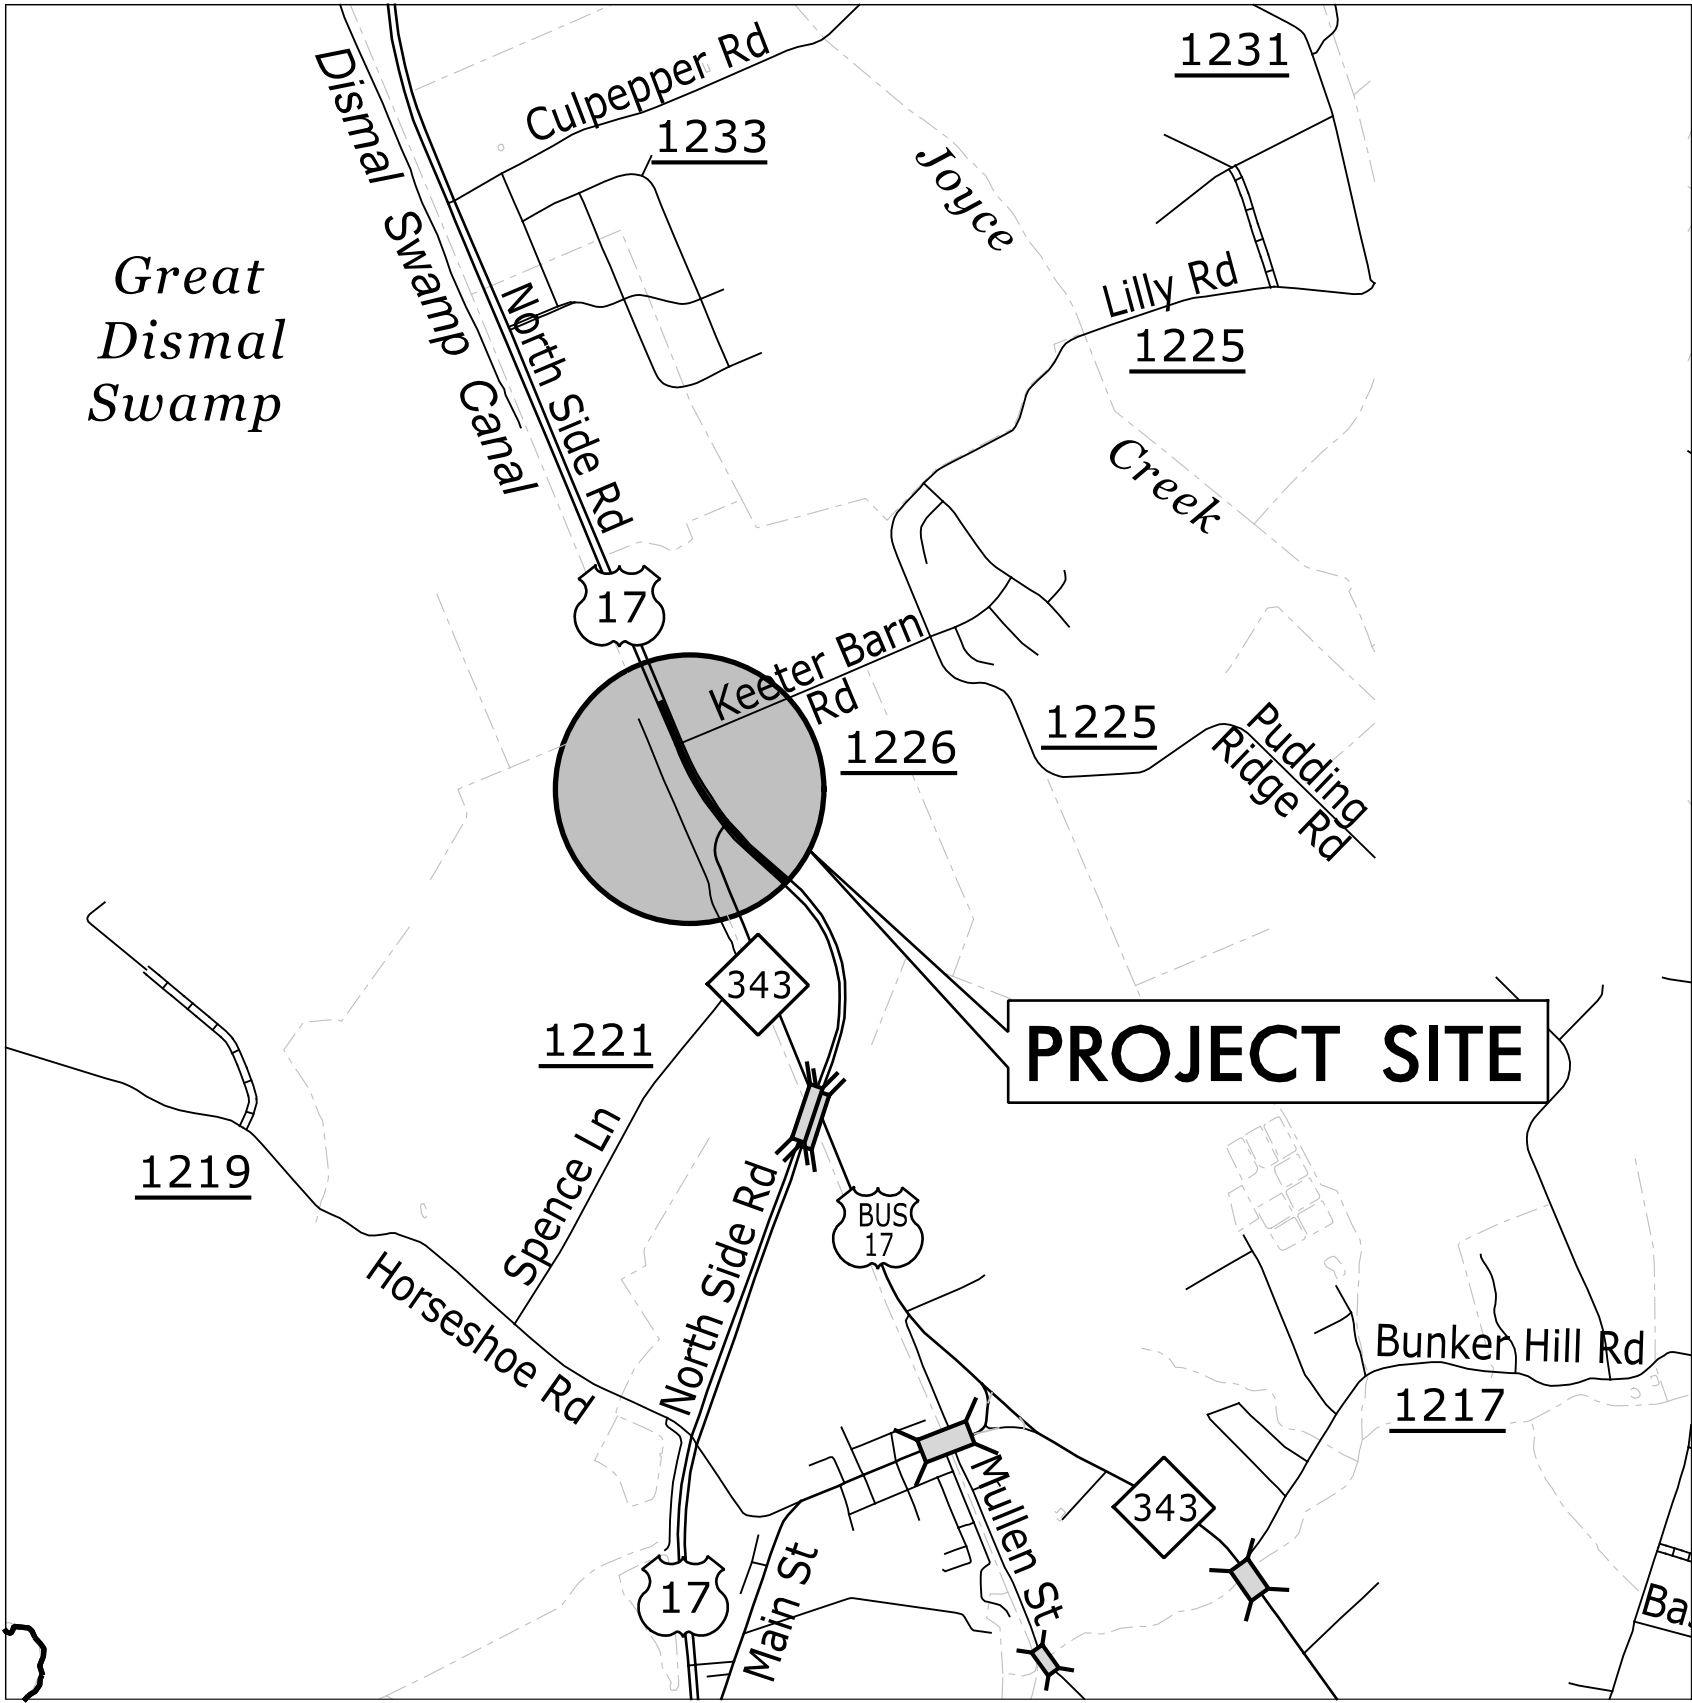 1231
Culpepper Rd
1233
Dismal Swamp Canal
Joyce
Great
Dismal
Swamp
Lilly Rd
1225
North Side Rd
Creek
17
Keeter Barn
Rd
1226
1225
Pudding
Ridge Rd
343
PROJECT SITE
1221
1219
Spence Ln
North Side Rd
BUS
17
Horseshoe Rd
Bunker Hill Rd
1217
Mullen St
343
17
Main St